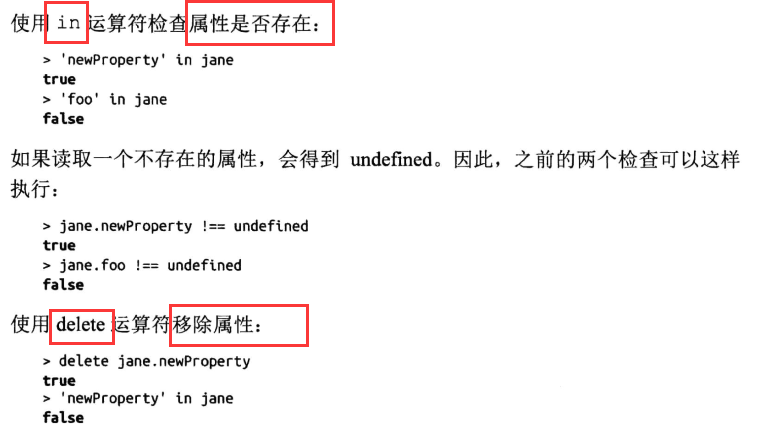 使用 in 运算符检查属性是否存在：
> 'newProperty' in jane
true
> 'foo' in jane
false
如果读取一个不存在的属性，会得到 undefined。因此，之前的两个检查可以这样
执行：
> jane.newProperty !== undefined
true
> jane.foo !== undefined
false
使用 delete 运算符移除属性：
> delete jane.newProperty
true
> 'newProperty' in jane
false